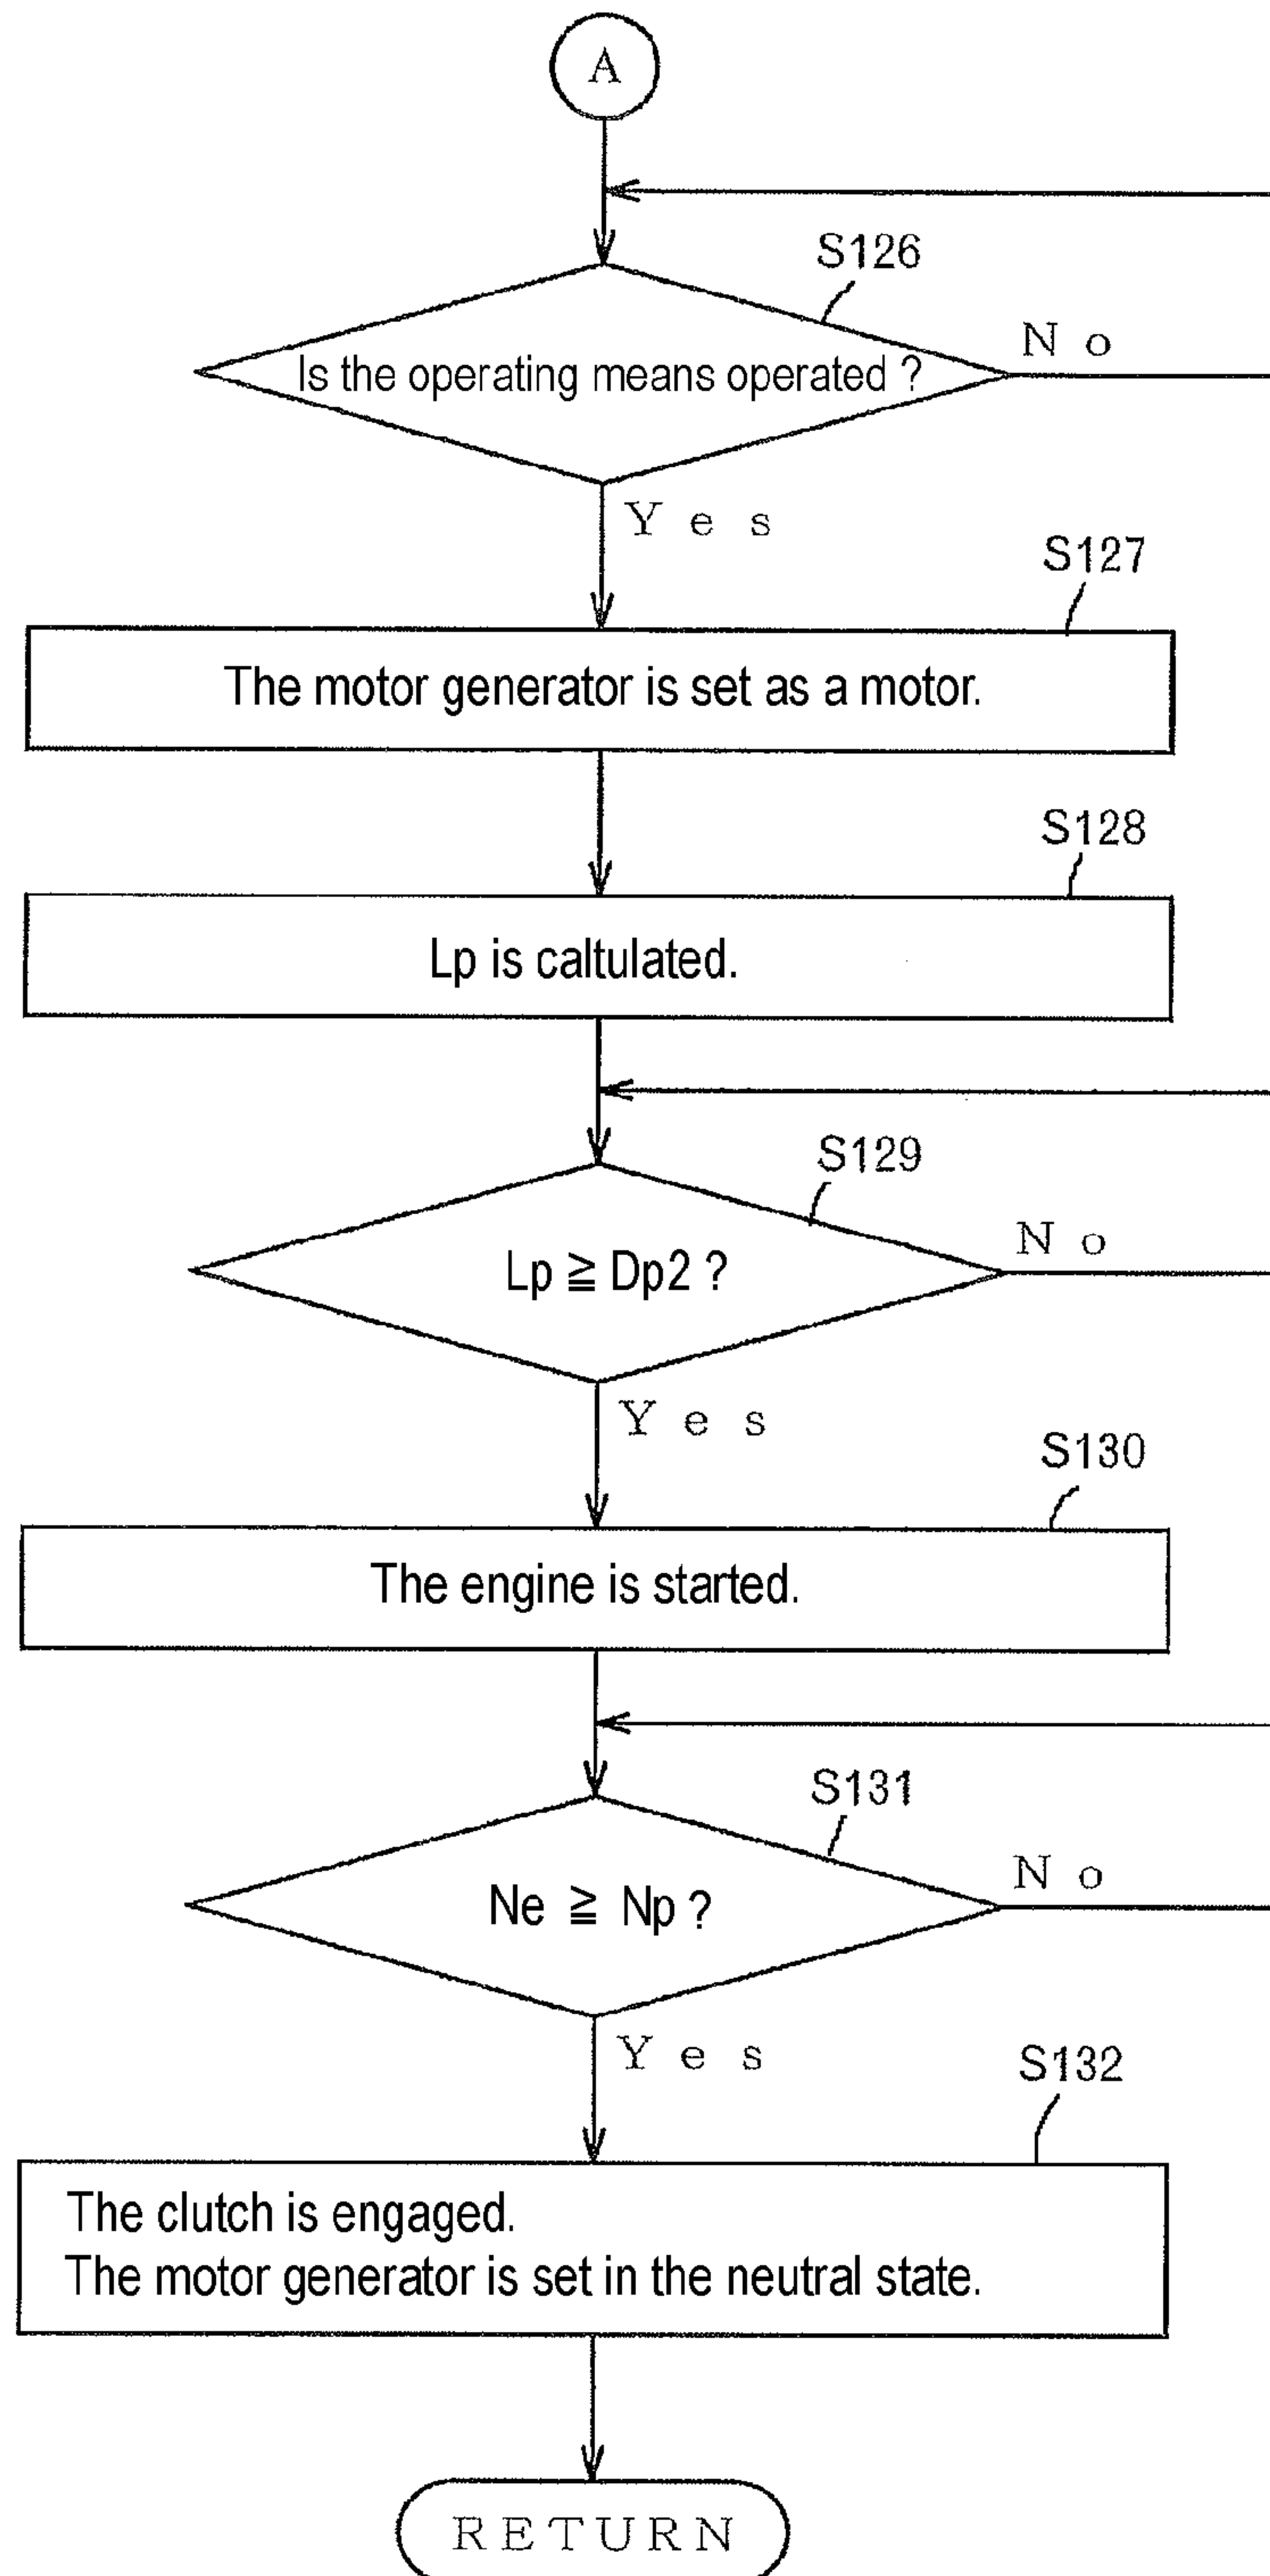 A
S126
Is the operating means operated ?
No
Yes
S127
The motor generator is set as a motor.
S128
Lp is caltulated.
S129
Lp ≧ Dp2 ?
No
Yes
S130
The engine is started.
S131
Ne ≧ Np ?
No
Yes
S132
The clutch is engaged.
The motor generator is set in the neutral state.
RETURN